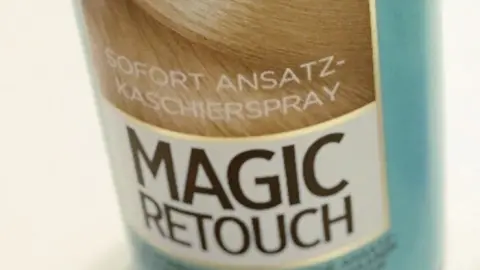 SOFORT ANSATZ-
KASCHIERSPRAY
MAGIC
RETOUCH